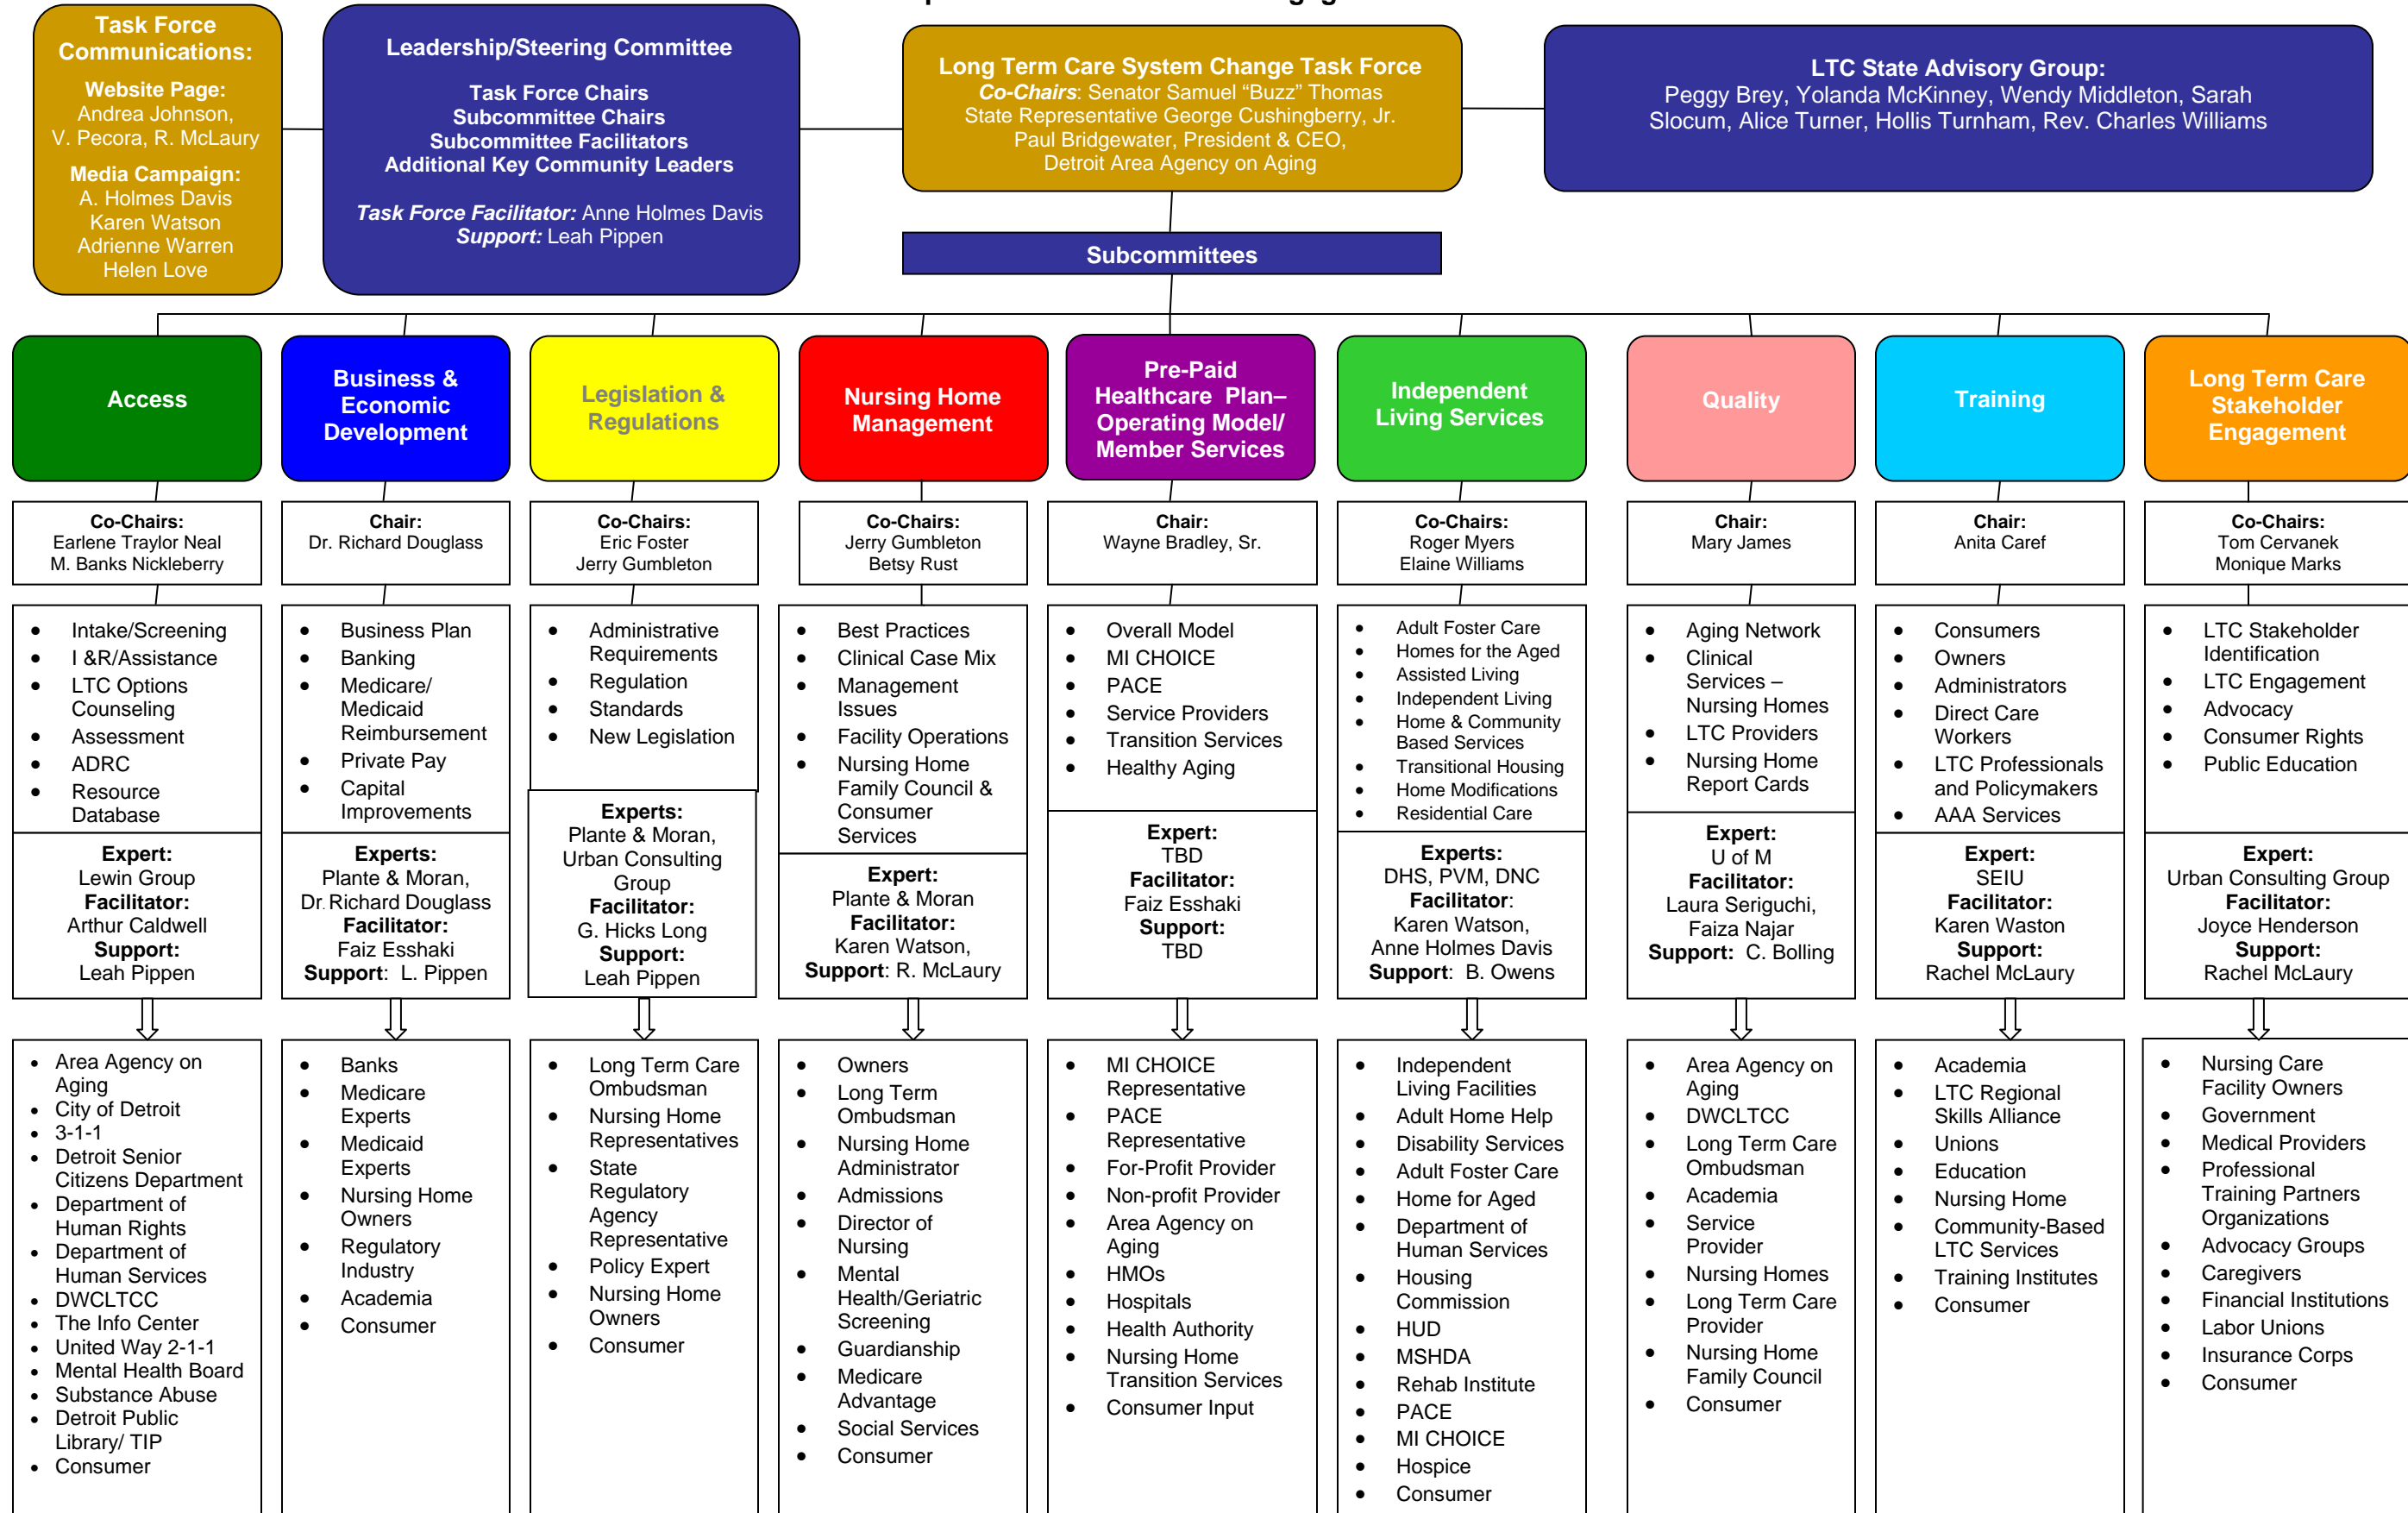 Task Force
Communications:
Website Page:
Andrea Johnson,
V. Pecora, R. McLaury
Media Campaign:
A. Holmes Davis
Karen Watson
Adrienne Warren
Helen Love
Leadership/Steering Committee
Task Force Chairs
Subcommittee Chairs
Subcommittee Facilitators
Additional Key Community Leaders
Task Force Facilitator: Anne Holmes Davis
Support: Leah Pippen
Long Term Care System Change Task Force
Co-Chairs: Senator Samuel “Buzz” Thomas
State Representative George Cushingberry, Jr.
Paul Bridgewater, President & CEO,
Detroit Area Agency on Aging
LTC State Advisory Group:
Peggy Brey, Yolanda McKinney, Wendy Middleton, Sarah
Slocum, Alice Turner, Hollis Turnham, Rev. Charles Williams
Subcommittees
Access
Co-Chairs:
Earlene Traylor Neal
M. Banks Nickleberry
• Intake/Screening
• I &R/Assistance
• LTC Options
Counseling
• Assessment
• ADRC
• Resource
Database
Expert:
Lewin Group
Facilitator:
Arthur Caldwell
Support:
Leah Pippen
• Area Agency on
Aging
• City of Detroit
• 3-1-1
• Detroit Senior
Citizens Department
• Department of
Human Rights
• Department of
Human Services
• DWCLTCC
• The Info Center
• United Way 2-1-1
• Mental Health Board
• Substance Abuse
• Detroit Public
Library/ TIP
• Consumer
Business &
Economic
Development
Chair:
Dr. Richard Douglass
• Business Plan
• Banking
• Medicare/
Medicaid
Reimbursement
• Private Pay
• Capital
Improvements
Experts:
Plante & Moran,
Dr. Richard Douglass
Facilitator:
Faiz Esshaki
Support: L. Pippen
• Banks
• Medicare
Experts
• Medicaid
Experts
• Nursing Home
Owners
• Regulatory
Industry
• Academia
• Consumer
Legislation &
Regulations
Co-Chairs:
Eric Foster
Jerry Gumbleton
• Administrative
Requirements
• Regulation
• Standards
• New Legislation
Experts:
Plante & Moran,
Urban Consulting
Group
Facilitator:
G. Hicks Long
Support:
Leah Pippen
• Long Term Care
Ombudsman
• Nursing Home
Representatives
• State
Regulatory
Agency
Representative
• Policy Expert
• Nursing Home
Owners
• Consumer
Nursing Home
Management
Co-Chairs:
Jerry Gumbleton
Betsy Rust
• Best Practices
• Clinical Case Mix
• Management
Issues
• Facility Operations
• Nursing Home
Family Council &
Consumer
Services
Expert:
Plante & Moran
Facilitator:
Karen Watson,
Support: R. McLaury
• Owners
• Long Term
Ombudsman
• Nursing Home
Administrator
• Admissions
• Director of
Nursing
• Mental
Health/Geriatric
Screening
• Guardianship
• Medicare
Advantage
• Social Services
• Consumer
Pre-Paid
Healthcare Plan–
Operating Model/
Member Services
Chair:
Wayne Bradley, Sr.
• Overall Model
• MI CHOICE
• PACE
• Service Providers
• Transition Services
• Healthy Aging
Expert:
TBD
Facilitator:
Faiz Esshaki
Support:
TBD
• MI CHOICE
Representative
• PACE
Representative
• For-Profit Provider
• Non-profit Provider
• Area Agency on
Aging
• HMOs
• Hospitals
• Health Authority
• Nursing Home
Transition Services
• Consumer Input
Independent
Living Services
Co-Chairs:
Roger Myers
Elaine Williams
• Adult Foster Care
• Homes for the Aged
• Assisted Living
• Independent Living
• Home & Community
Based Services
• Transitional Housing
• Home Modifications
• Residential Care
Experts:
DHS, PVM, DNC
Facilitator:
Karen Watson,
Anne Holmes Davis
Support: B. Owens
• Independent
Living Facilities
• Adult Home Help
• Disability Services
• Adult Foster Care
• Home for Aged
• Department of
Human Services
• Housing
Commission
• HUD
• MSHDA
• Rehab Institute
• PACE
• MI CHOICE
• Hospice
• Consumer
Quality
Chair:
Mary James
• Aging Network
• Clinical
Services –
Nursing Homes
• LTC Providers
• Nursing Home
Report Cards
Expert:
U of M
Facilitator:
Laura Seriguchi,
Faiza Najar
Support: C. Bolling
• Area Agency on
Aging
• DWCLTCC
• Long Term Care
Ombudsman
• Academia
• Service
Provider
• Nursing Homes
• Long Term Care
Provider
• Nursing Home
Family Council
• Consumer
Training
Chair:
Anita Caref
• Consumers
• Owners
• Administrators
• Direct Care
Workers
• LTC Professionals
and Policymakers
• AAA Services
Expert:
SEIU
Facilitator:
Karen Waston
Support:
Rachel McLaury
• Academia
• LTC Regional
Skills Alliance
• Unions
• Education
• Nursing Home
• Community-Based
LTC Services
• Training Institutes
• Consumer
Long Term Care
Stakeholder
Engagement
Co-Chairs:
Tom Cervanek
Monique Marks
• LTC Stakeholder
Identification
• LTC Engagement
• Advocacy
• Consumer Rights
• Public Education
Expert:
Urban Consulting Group
Facilitator:
Joyce Henderson
Support:
Rachel McLaury
• Nursing Care
Facility Owners
• Government
• Medical Providers
• Professional
Training Partners
Organizations
• Advocacy Groups
• Caregivers
• Financial Institutions
• Labor Unions
• Insurance Corps
• Consumer